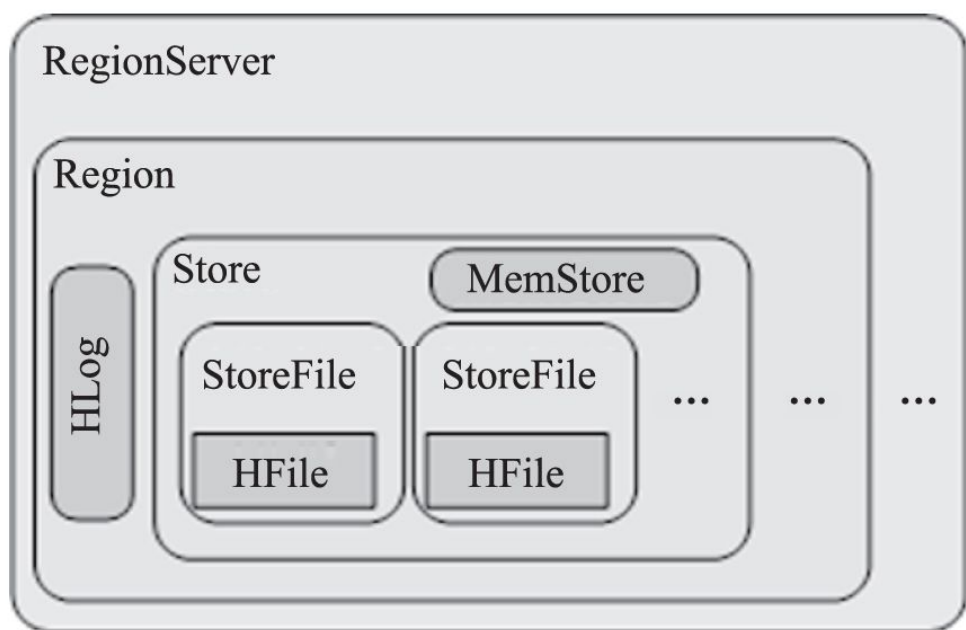 RegionServer
Region
Store
MemStore
HLog
StoreFile
StoreFile
...
...
...
HFile
HFile